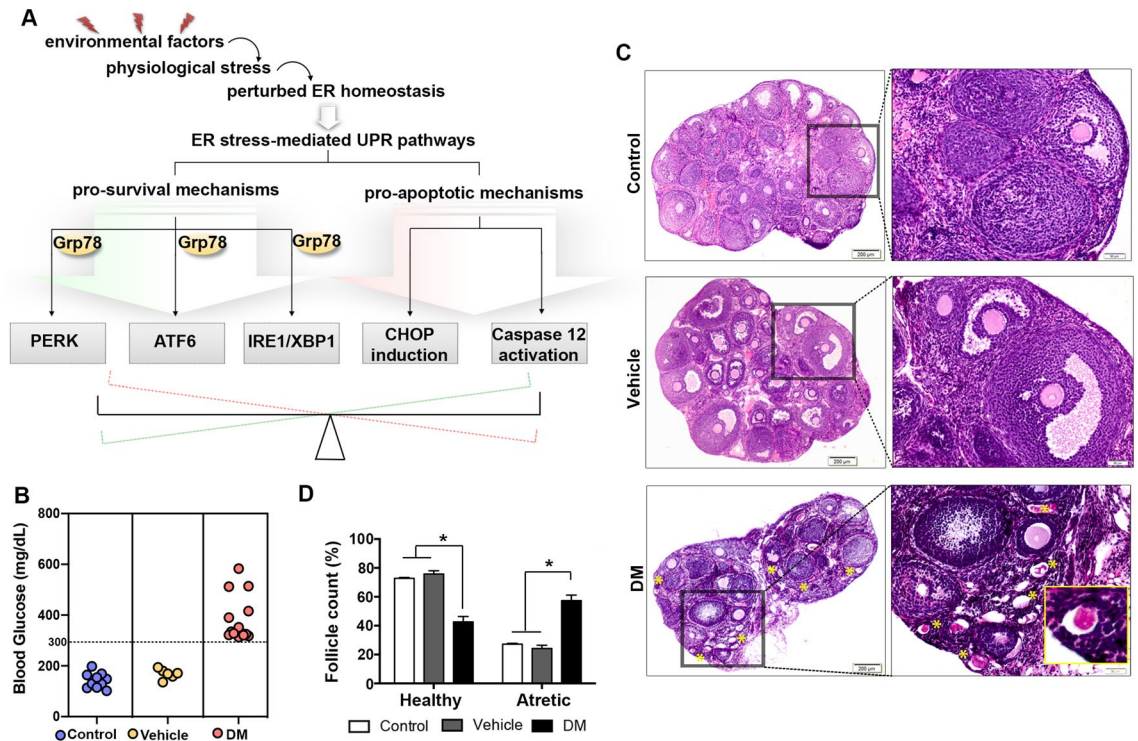 A
environmental factors
physiological stress
perturbed ER homeostasis
ER stress-mediated UPR pathways
pro-survival mechanisms
pro-apoptotic mechanisms
Grp78
Grp78
Grp78
PERK
ATF6
IRE1/XBP1
CHOP
induction
Caspase 12
activation
B
Blood Glucose (mg/dL)
800
600
400
300
200
0
Control
Vehicle
DM
D
Follicle count (%)
100
80
60
40
20
0
*
*
Healthy
Atretic
Control
Vehicle
DM
C
Control
200 µm
Vehicle
200 µm
DM
200 µm